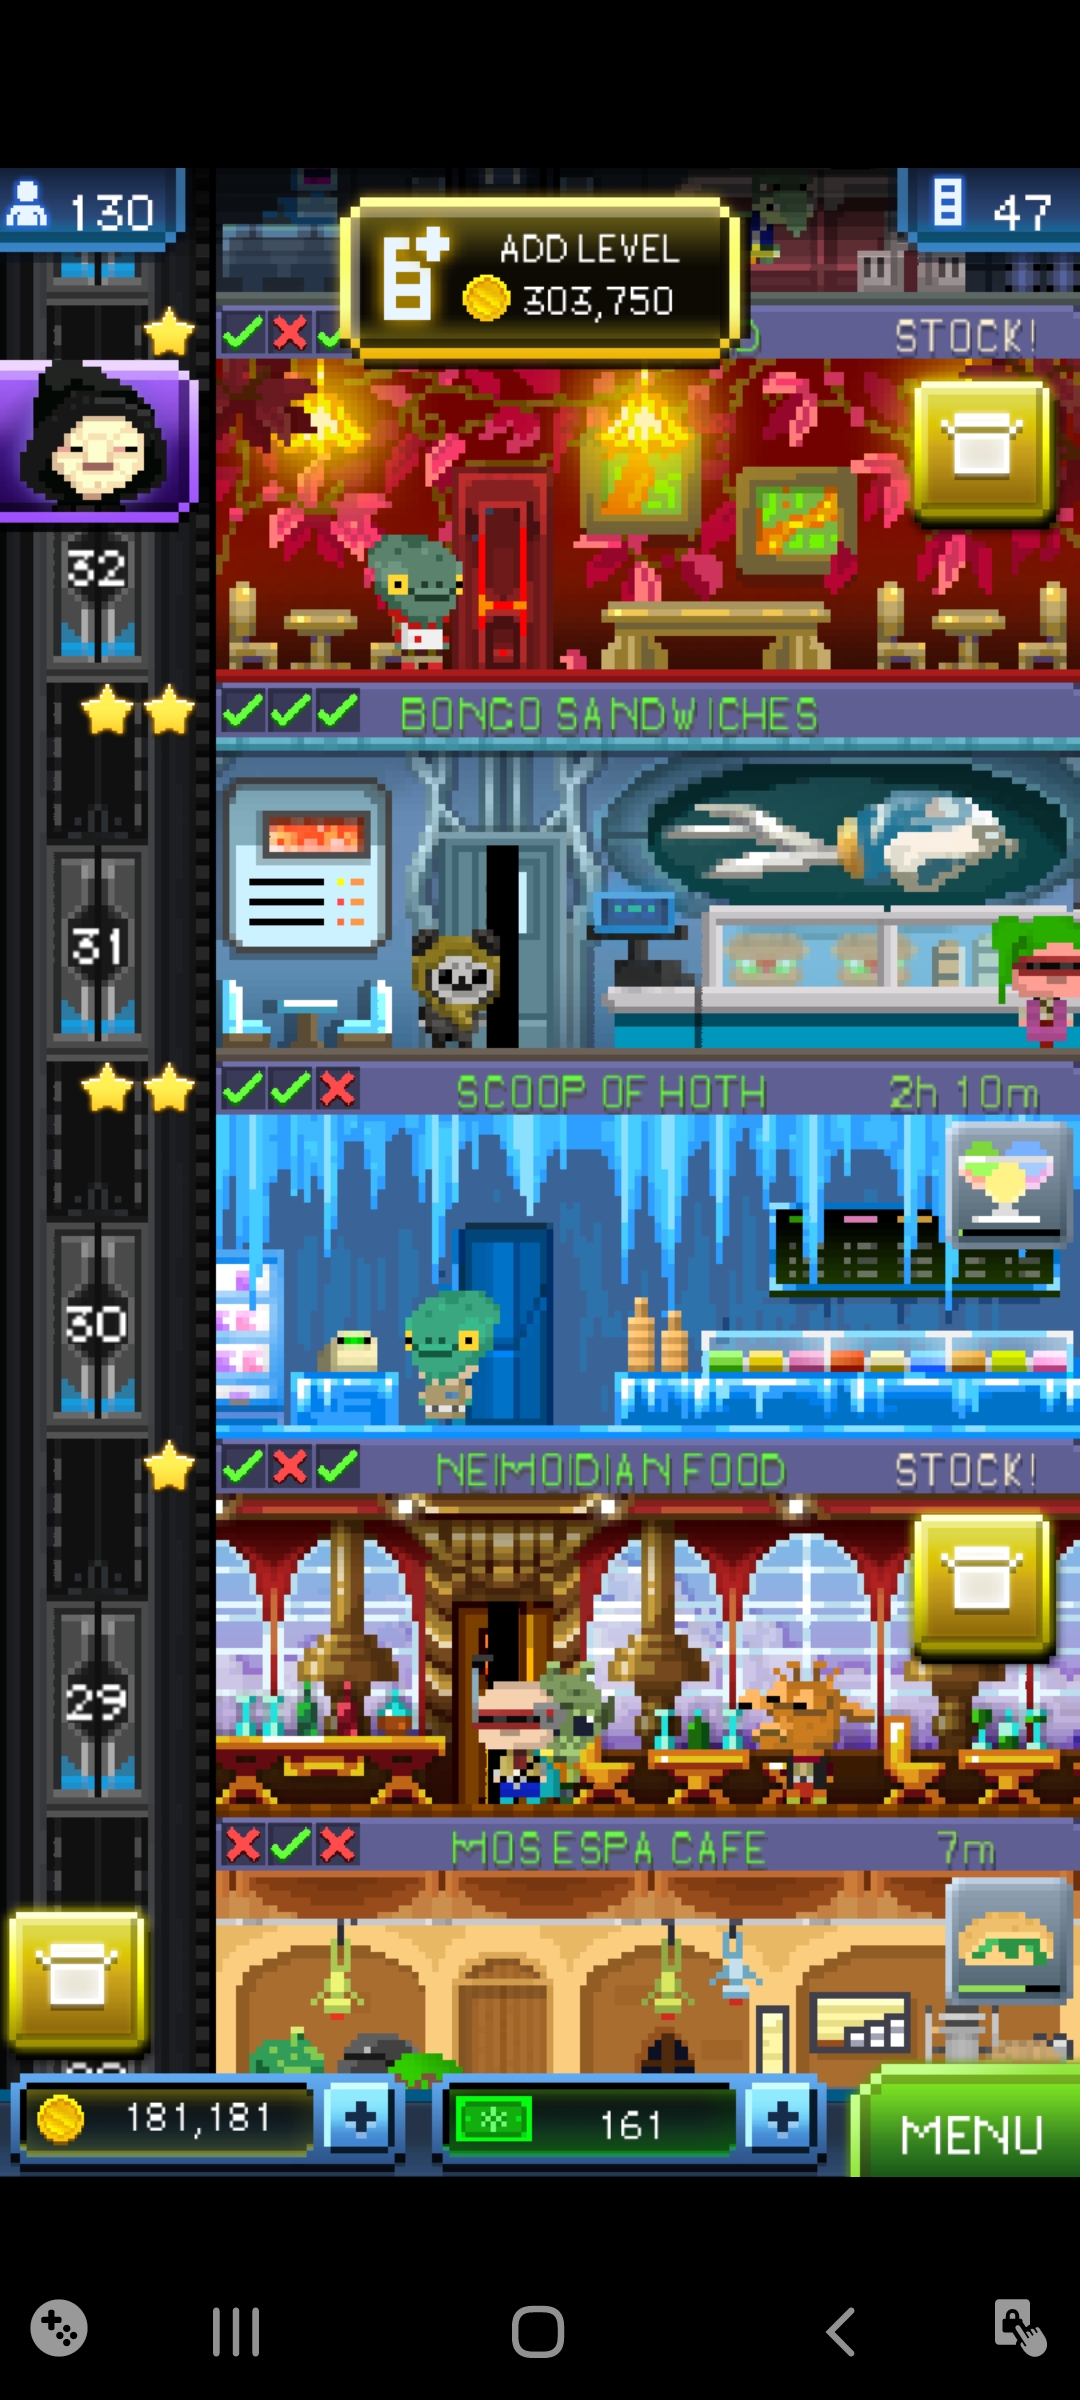 130
47
ADD LEVEL
303,750
STOCK!
32
BONGO SANDWICHES
31
SCOOP OF HOTH
2h 10m
30
NEIMOIDIAN FOOD
STOCK!
29
MOS ESPA CAFE
7m
181,181
161
MENU